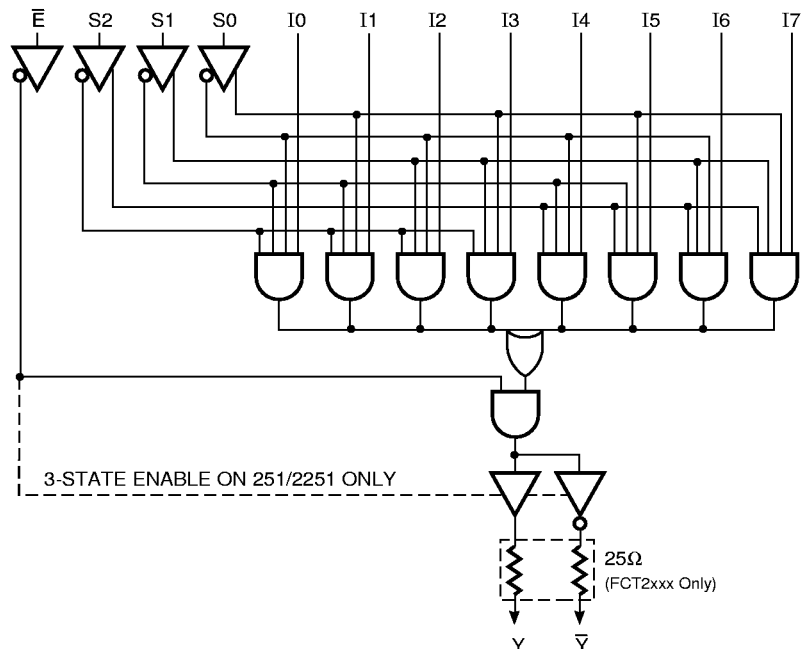 E̅ S2 S1 S0 I0 I1 I2 I3 I4 I5 I6 I7
3-STATE ENABLE ON 251/2251 ONLY
25Ω
(FCT2xxx Only)
Y Y̅